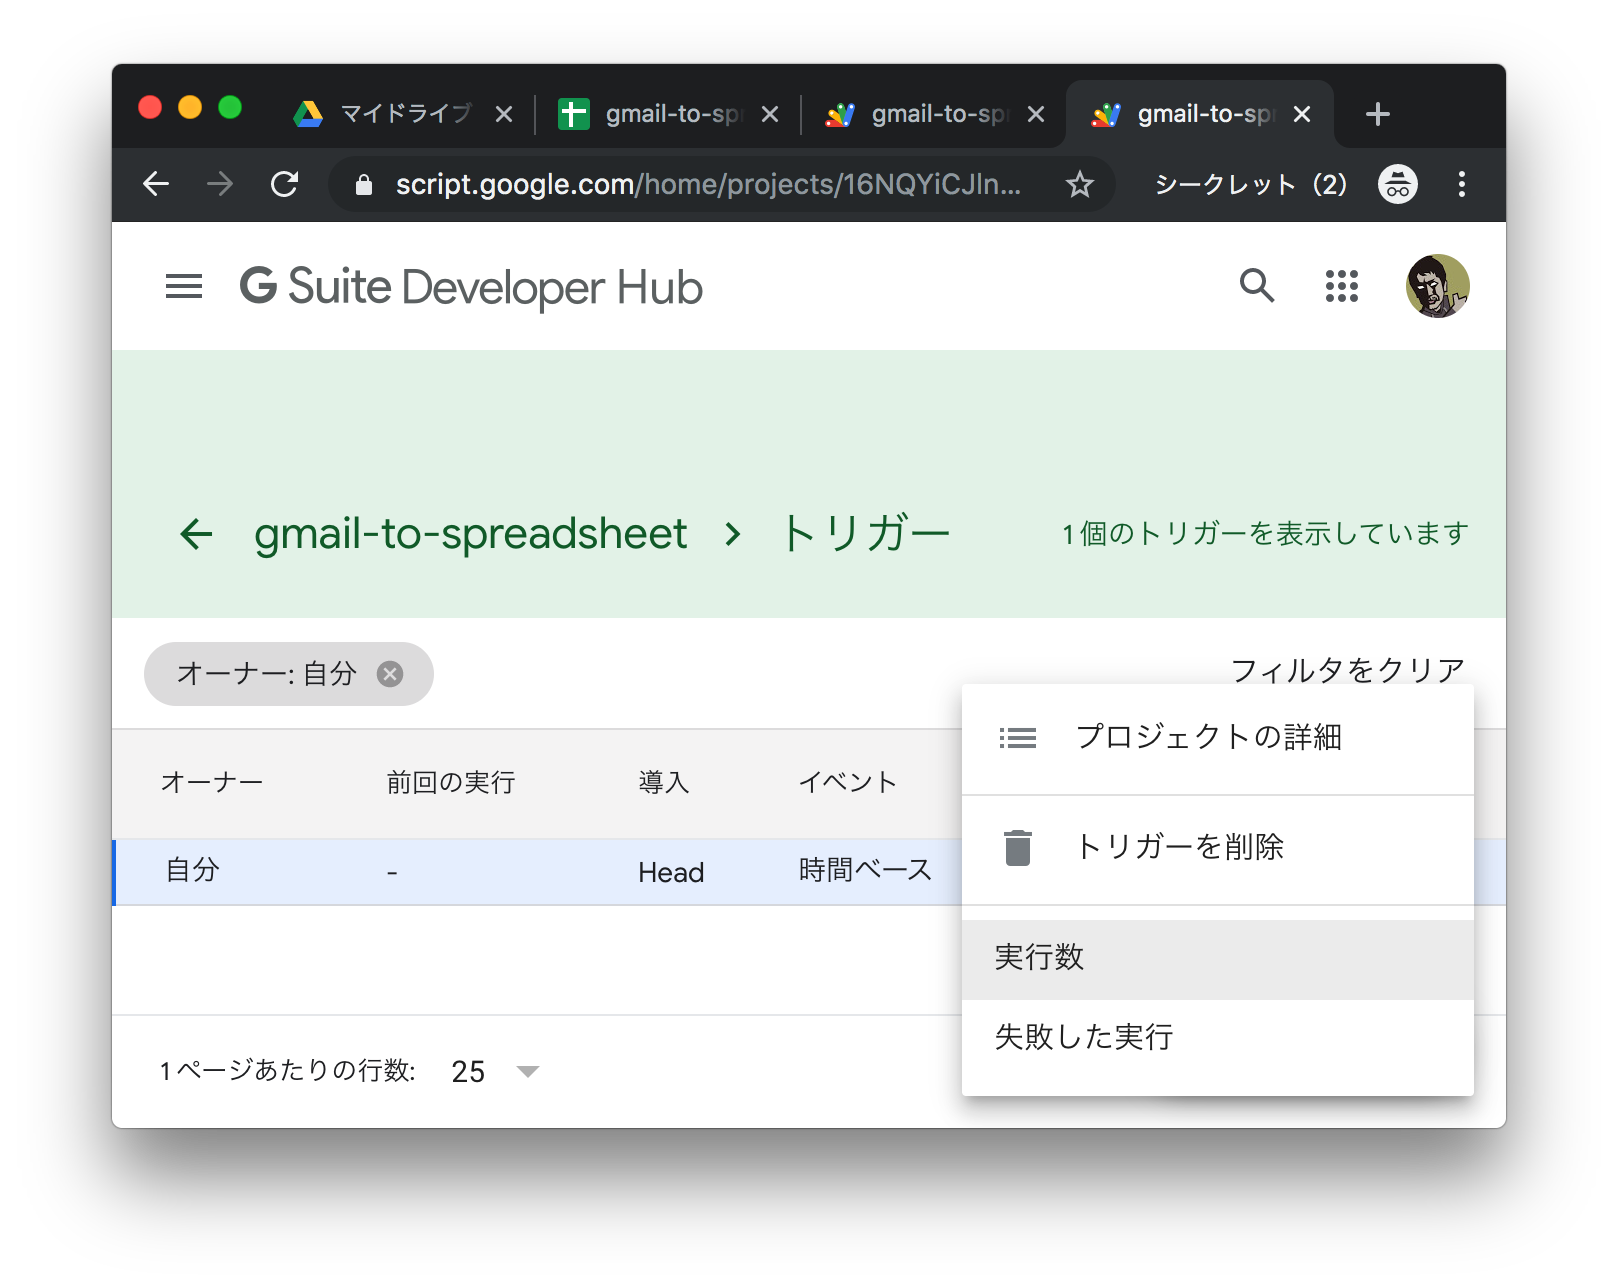 マイドライブ
gmail-to-sp
gmail-to-sp
gmail-to-sp
script.google.com/home/projects/16NQYiCJln...
シークレット（2）
G Suite Developer Hub
gmail-to-spreadsheet > トリガー
1 個のトリガーを表示しています
オーナー: 自分
フィルタをクリア
オーナー 前回の実行 導入 イベント
自分 - Head 時間ベース
プロジェクトの詳細
トリガーを削除
実行数
失敗した実行
1 ページあたりの行数: 25